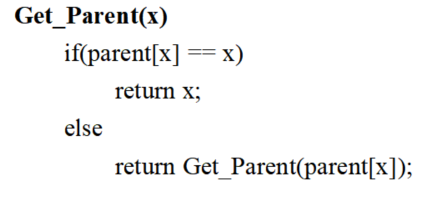 Get_Parent(x)
if(parent[x] == x)
return x;
else
return Get_Parent(parent[x]);